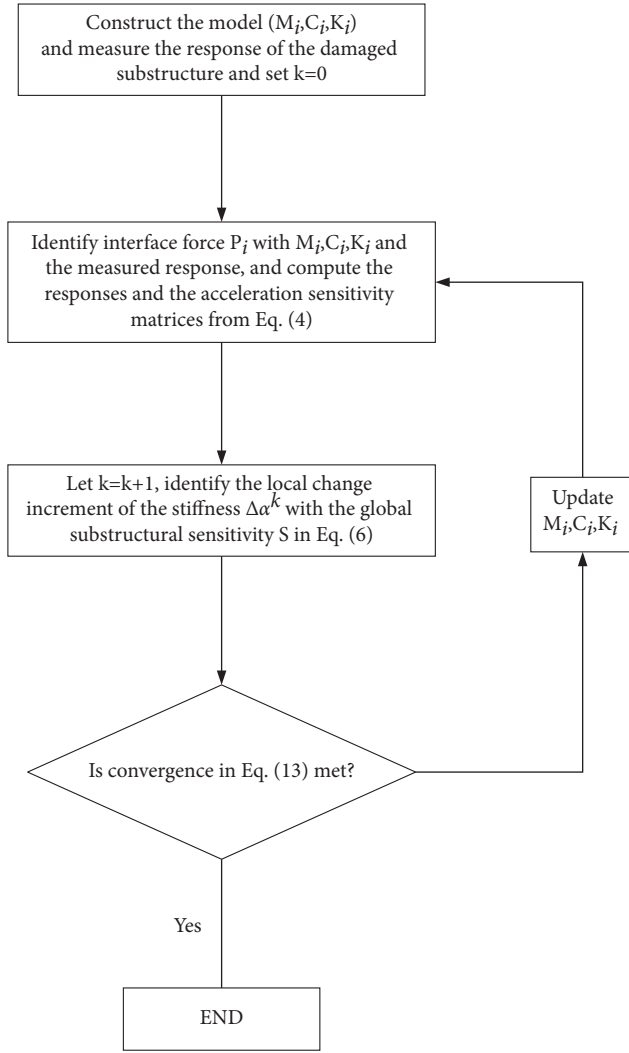 Construct the model (Mi,Ci,Ki)
and measure the response of the damaged
substructure and set k=0
Identify interface force Pi with Mi,Ci,Ki and
the measured response, and compute the
responses and the acceleration sensitivity
matrices from Eq. (4)
Let k=k+1, identify the local change
increment of the stiffness Δα^k with the global
substructural sensitivity S in Eq. (6)
Update
Mi,Ci,Ki
Is convergence in Eq. (13) met?
Yes
END